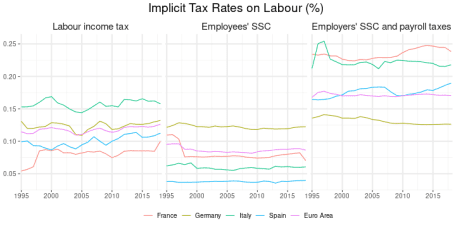 Implicit Tax Rates on Labour (%)
Labour income tax Employees' SSC Employers' SSC and payroll taxes
0.25
0.20
0.15
0.10
0.05
1995 2000 2005 2010 2015 1995 2000 2005 2010 2015 1995 2000 2005 2010 2015
France Germany Italy Spain Euro Area